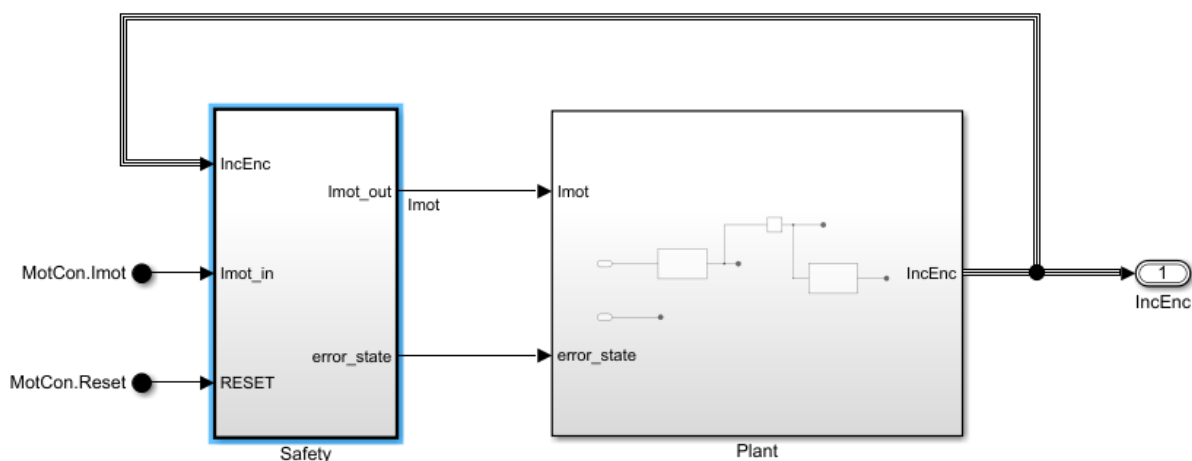 IncEnc
Imot_out
Imot
Imot
MotCon.Imot
Imot_in
IncEnc
1
IncEnc
error_state
error_state
MotCon.Reset
RESET
Safety
Plant